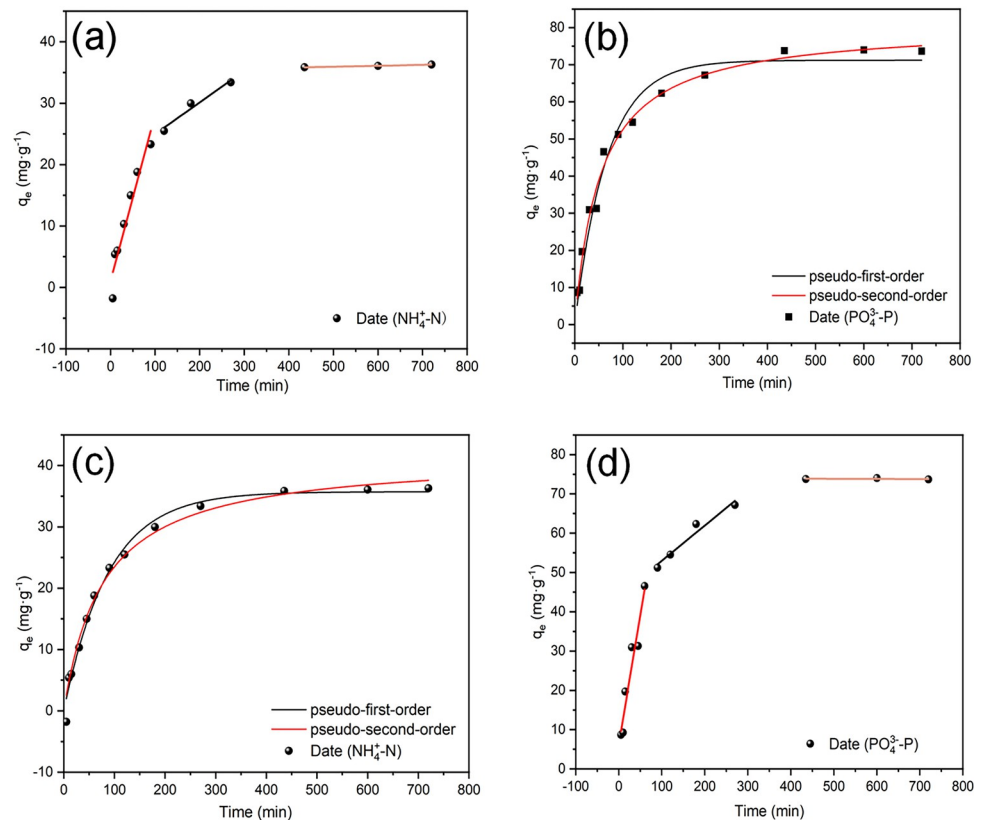 (a)
40
30
20
10
0
-10
-100 0 100 200 300 400 500 600 700 800
qe (mg·g-1)
Time (min)
Date (NH4+-N)
(b)
80
70
60
50
40
30
20
10
0
0 100 200 300 400 500 600 700 800
qe (mg·g-1)
Time (min)
pseudo-first-order
pseudo-second-order
Date (PO43--P)
(c)
40
30
20
10
0
-10
0 100 200 300 400 500 600 700 800
qe (mg·g-1)
Time (min)
pseudo-first-order
pseudo-second-order
Date (NH4+-N)
(d)
80
70
60
50
40
30
20
10
0
-100 0 100 200 300 400 500 600 700 800
qe (mg·g-1)
Time (min)
Date (PO43--P)